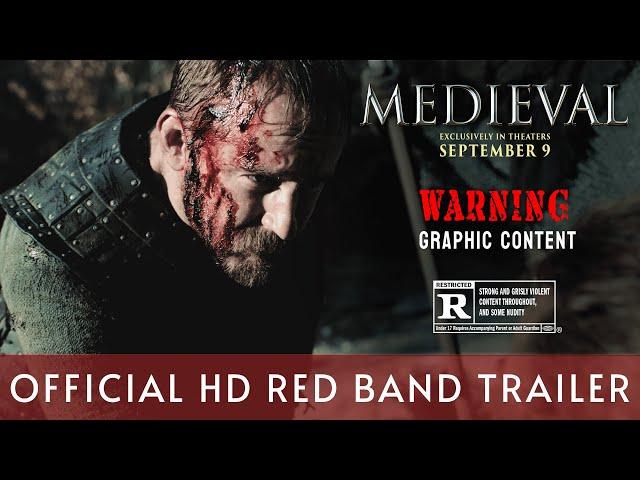 MEDIEVAL
EXCLUSIVELY IN THEATERS
SEPTEMBER 9
WARNING
GRAPHIC CONTENT
RESTRICTED
R
STRONG AND GRISLY VIOLENT
CONTENT THROUGHOUT,
AND SOME NUDITY
Under 17 Requires Accompanying Parent or Adult Guardian
OFFICIAL HD RED BAND TRAILER